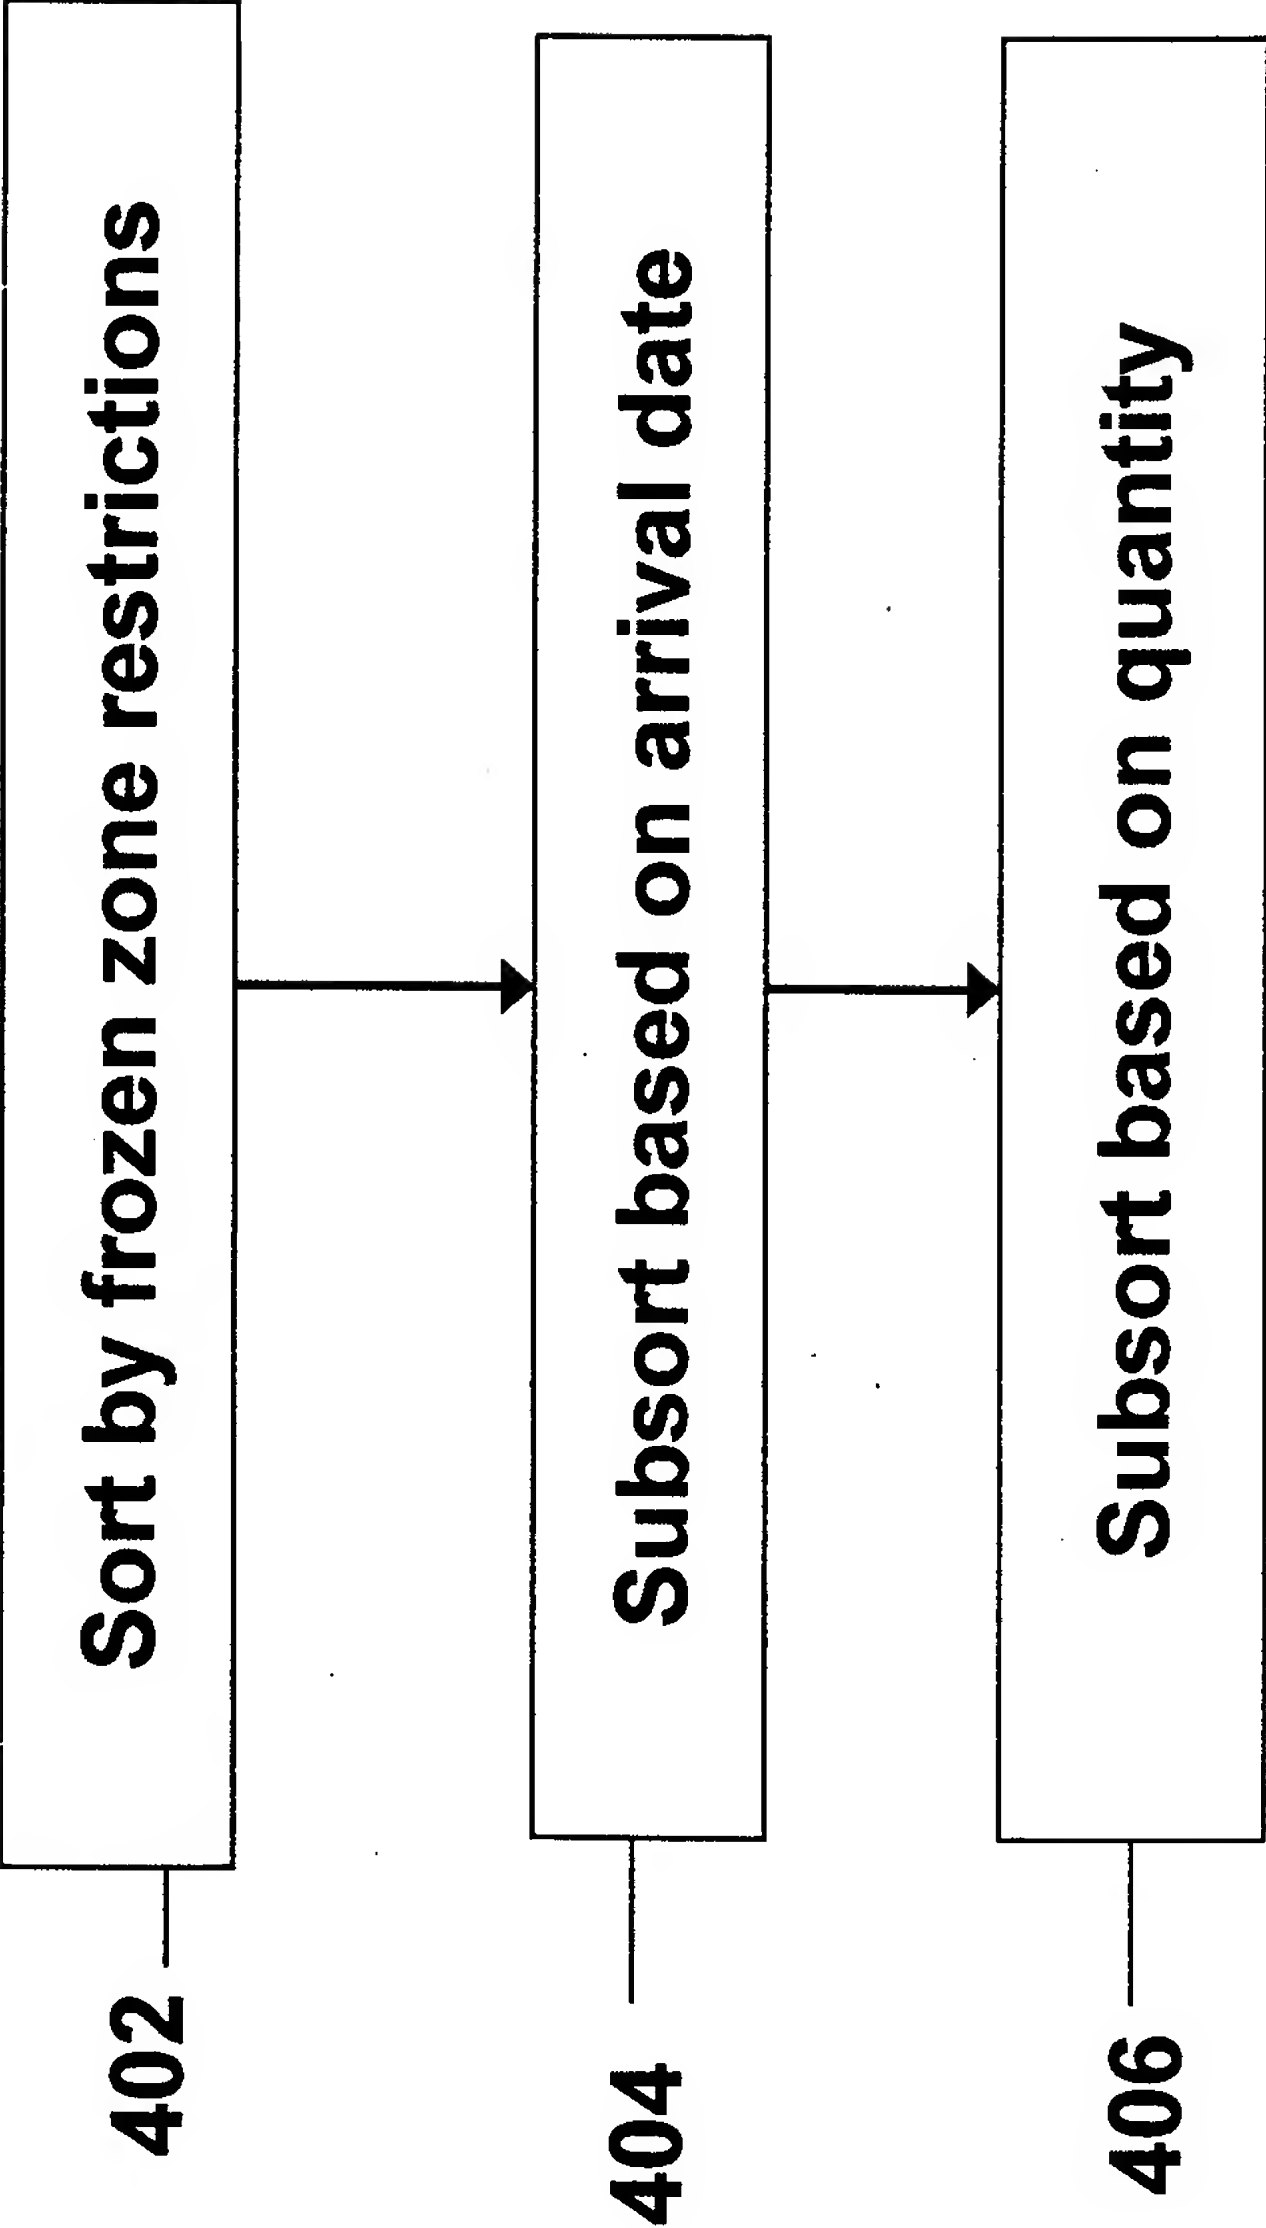 402
Sort by frozen zone restrictions
404
Subsort based on arrival date
406
Subsort based on quantity